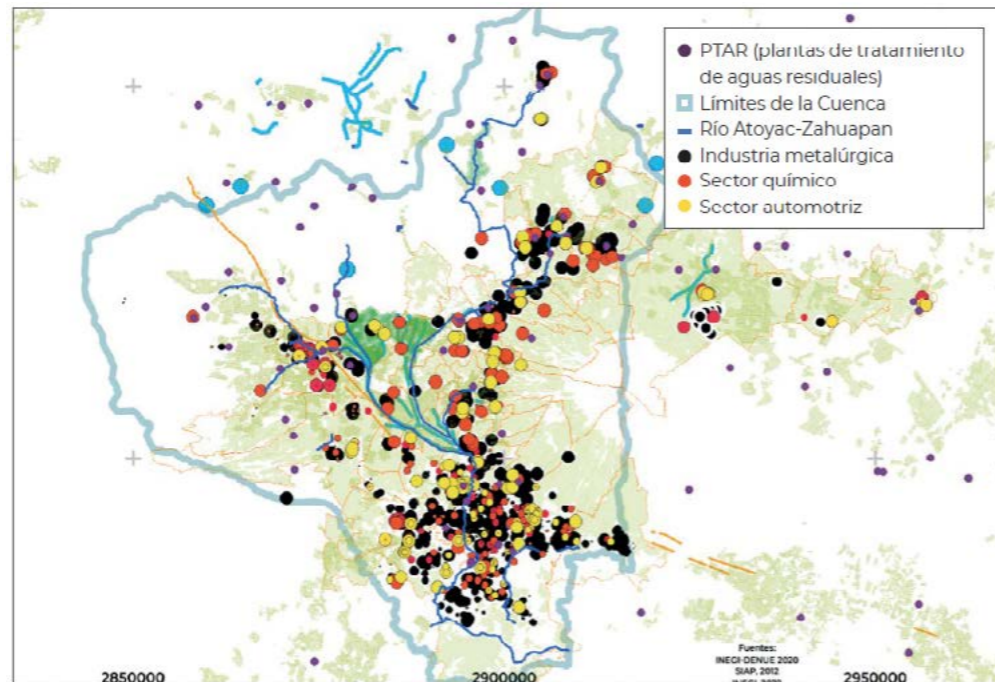 PTAR (plantas de tratamiento
de aguas residuales)
Límites de la Cuenca
Río Atoyac-Zahuapan
Industria metalúrgica
Sector químico
Sector automotriz
Fuentes:
INEGI-DENUE 2020
SIAP, 2012
2850000
2900000
2950000